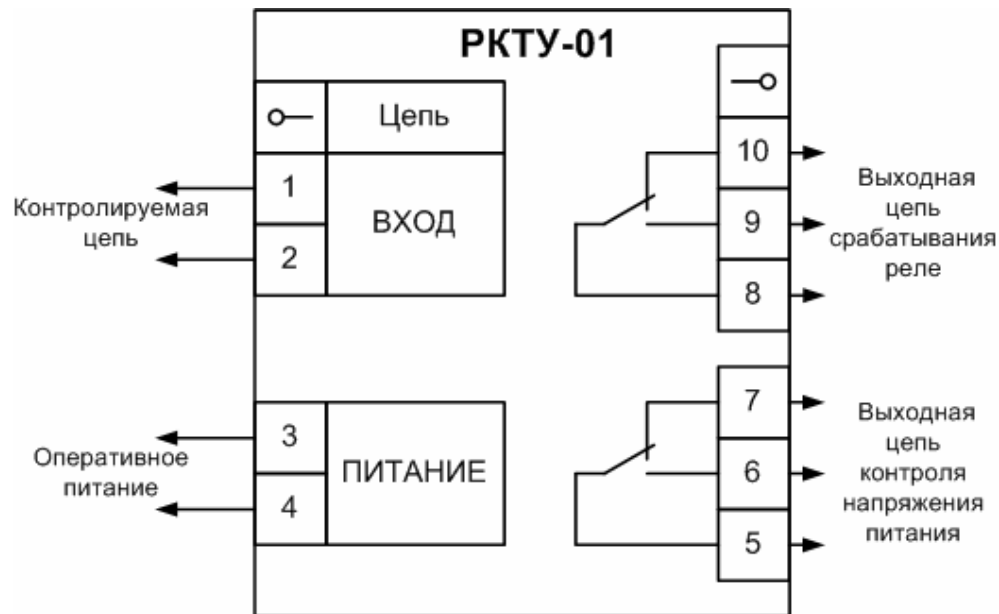 РКТУ-01
Цепь
1
ВХОД
2
Контролируемая
цепь
3
ПИТАНИЕ
4
Оперативное
питание
10
9
8
Выходная
цепь
срабатывания
реле
7
6
5
Выходная
цепь
контроля
напряжения
питания